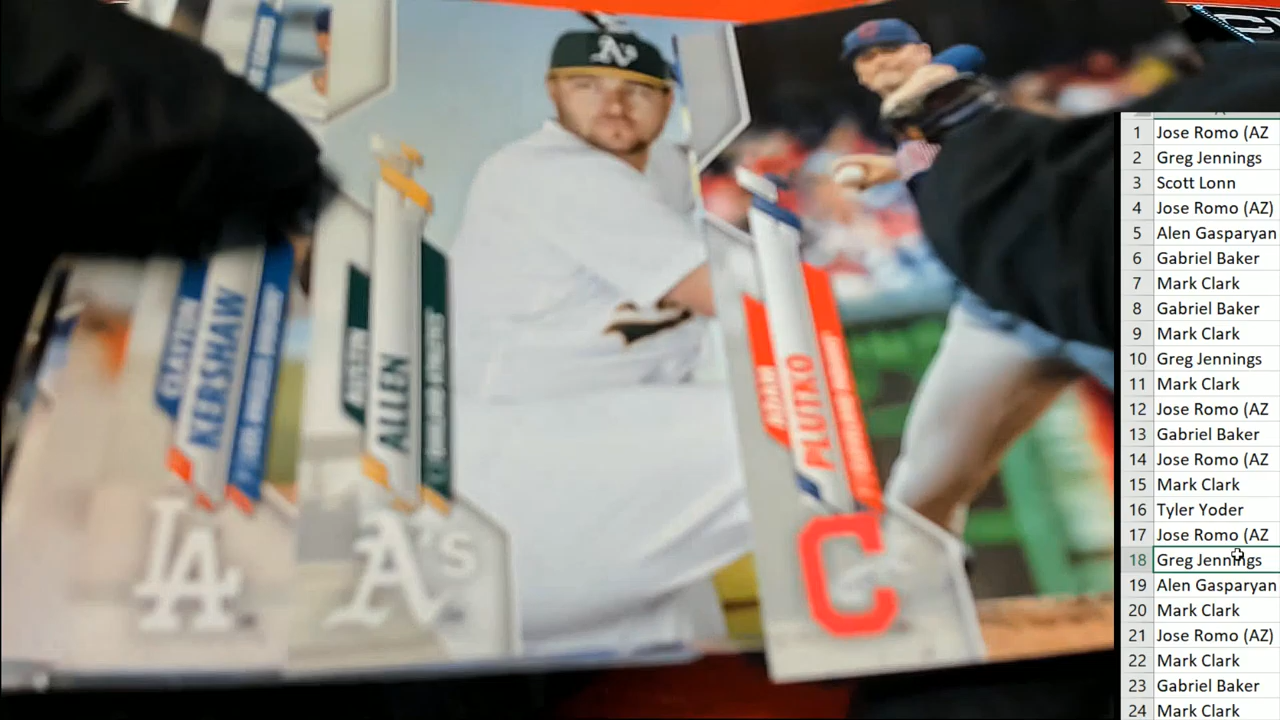 CLAYTON
KERSHAW
LA
AUSTIN
ALLEN
A's
A's
ADAM
PLUTKO
C
1 Jose Romo (AZ
2 Greg Jennings
3 Scott Lonn
4 Jose Romo (AZ)
5 Alen Gasparyan
6 Gabriel Baker
7 Mark Clark
8 Gabriel Baker
9 Mark Clark
10 Greg Jennings
11 Mark Clark
12 Jose Romo (AZ
13 Gabriel Baker
14 Jose Romo (AZ
15 Mark Clark
16 Tyler Yoder
17 Jose Romo (AZ
18 Greg Jennings
19 Alen Gasparyan
20 Mark Clark
21 Jose Romo (AZ)
22 Mark Clark
23 Gabriel Baker
24 Mark Clark